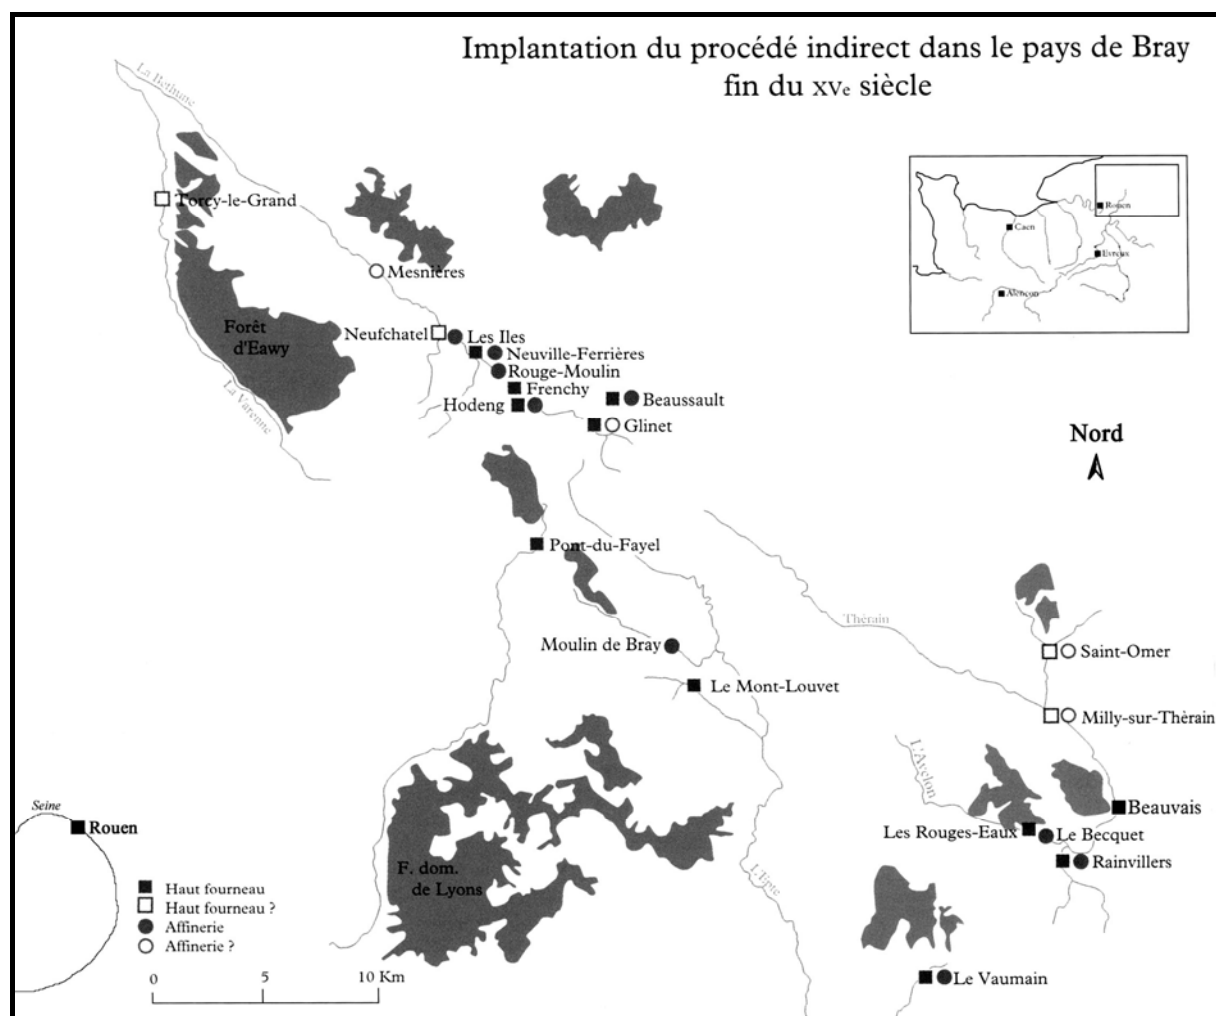 Implantation du procédé indirect dans le pays de Bray
fin du XVe siècle
La Bethune
Torcy-le-Grand
Mesnières
Forêt
d'Eawy
La Varenne
Neufchatel
Les Iles
Neuville-Ferrières
Rouge-Moulin
Frenchy
Hodeng
Beaussault
Glinet
Rouen
Caen
Evreux
Alençon
Nord
Pont-du-Fayel
Thérain
Moulin de Bray
Le Mont-Louvet
Saint-Omer
Milly-sur-Thèrain
L'Avelon
Beauvais
Les Rouges-Eaux
Le Becquet
Rainvillers
Seine
Rouen
F. dom.
de Lyons
L'Epte
Le Vaumain
Haut fourneau
Haut fourneau ?
Affinerie
Affinerie ?
0 5 10 Km